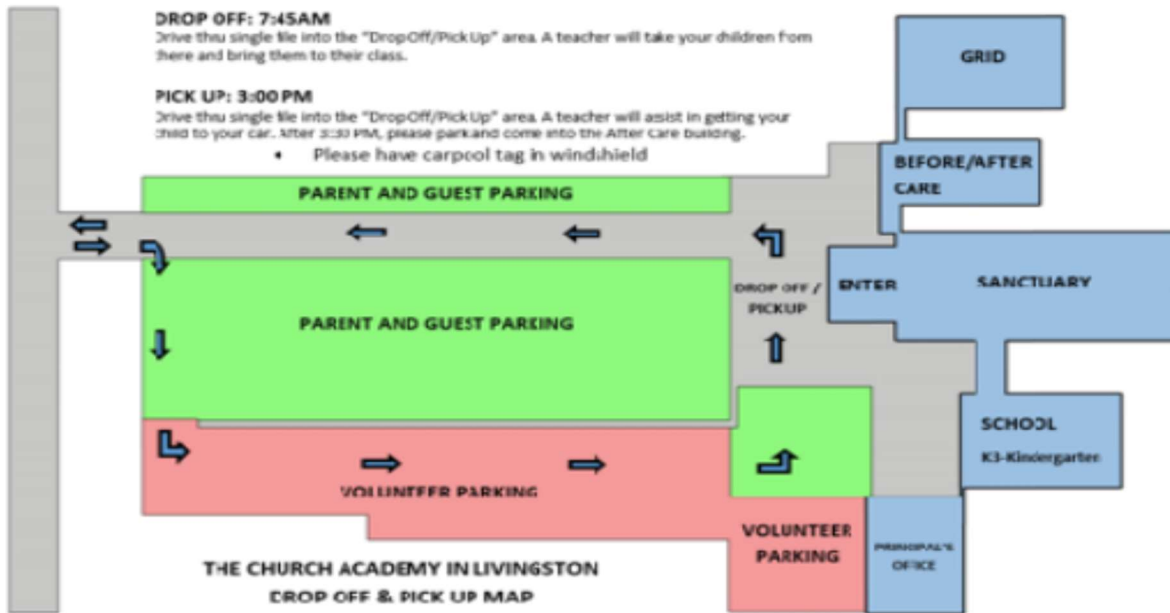 DROP OFF: 7:45AM
Drive thru single file into the "DropOff/PickUp" area. A teacher will take your children from
there and bring them to their class.
PICK UP: 3:00 PM
Drive thru single file into the "DropOff/PickUp" area. A teacher will assist in getting your
child to your car. After 3:30 PM, please park and come into the After Care building.
• Please have carpool tag in windshield
GRID
BEFORE/AFTER
CARE
PARENT AND GUEST PARKING
DROP OFF /
PICKUP
ENTER
SANCTUARY
PARENT AND GUEST PARKING
SCHOOL
K3-Kindergarten
VOLUNTEER PARKING
VOLUNTEER
PARKING
PRINCIPAL'S
OFFICE
THE CHURCH ACADEMY IN LIVINGSTON
DROP OFF & PICK UP MAP